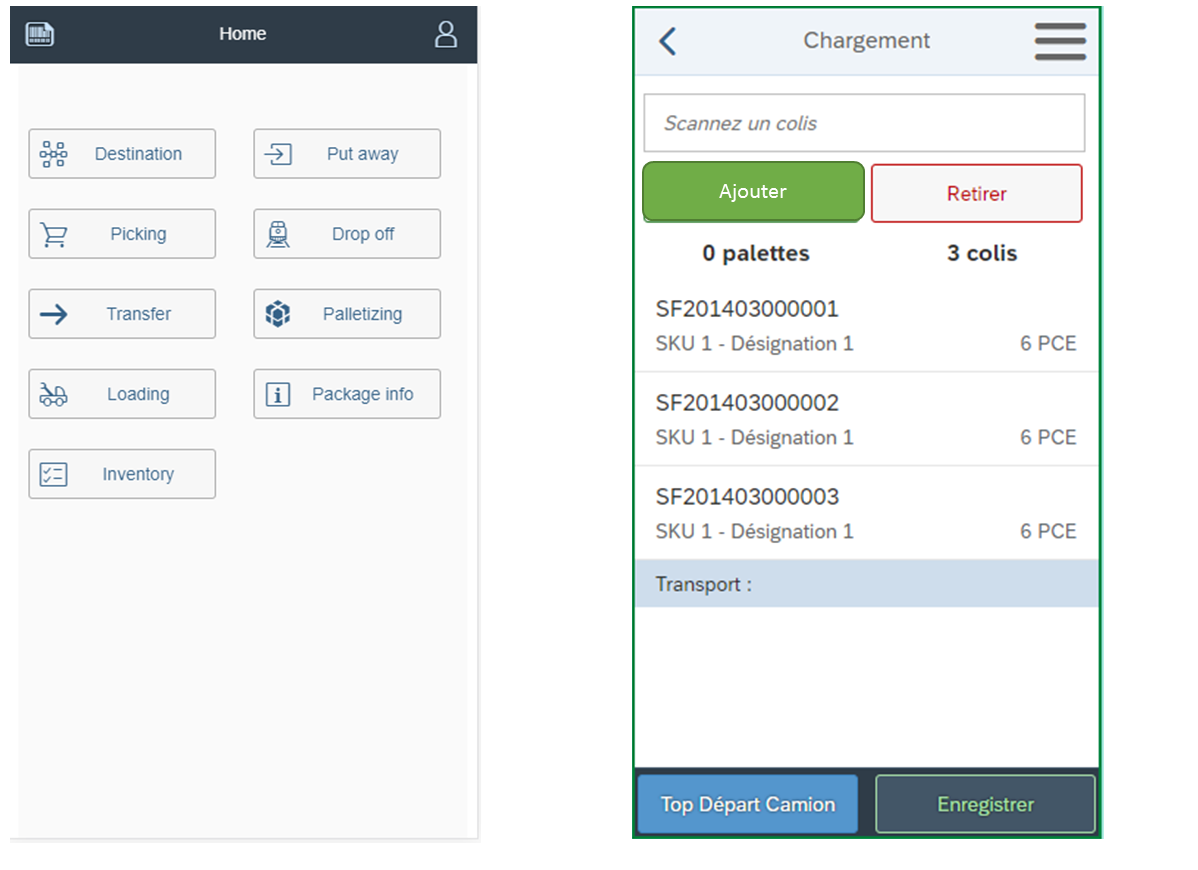 Home
Destination
Put away
Picking
Drop off
Transfer
Palletizing
Loading
Package info
Inventory
Chargement
Scannez un colis
Ajouter
Retirer
0 palettes
3 colis
SF201403000001
SKU 1 - Désignation 1
6 PCE
SF201403000002
SKU 1 - Désignation 1
6 PCE
SF201403000003
SKU 1 - Désignation 1
6 PCE
Transport :
Top Départ Camion
Enregistrer